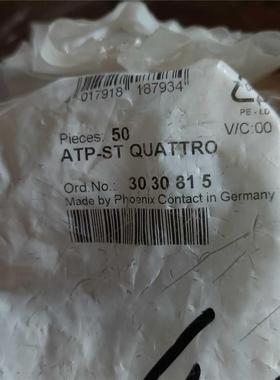 017918 187934
PE-LD
Pieces: 50
V/C:00
ATP-ST QUATTRO
Ord.No.: 30 30 81 5
Made by Phoenix Contact in Germany